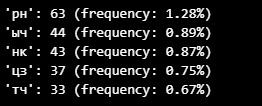 'рн': 63 (frequency: 1.28%)
'ыч': 44 (frequency: 0.89%)
'нк': 43 (frequency: 0.87%)
'цз': 37 (frequency: 0.75%)
'тч': 33 (frequency: 0.67%)